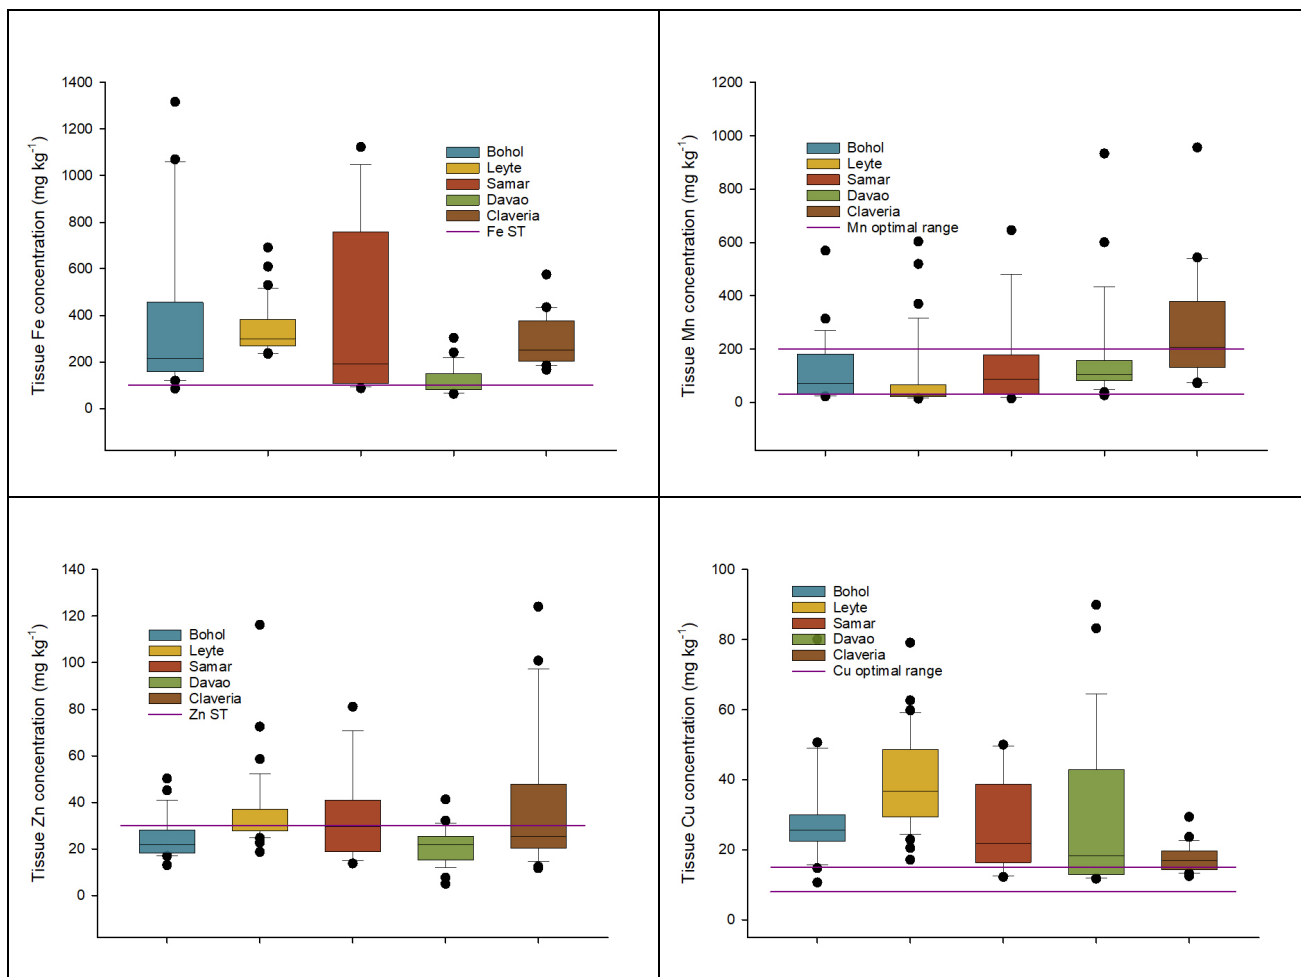 1400
1200
1000
800
600
400
200
0
Tissue Fe concentration (mg kg⁻¹)
Bohol
Leyte
Samar
Davao
Claveria
Fe ST
1200
1000
800
600
400
200
0
Tissue Mn concentration (mg kg⁻¹)
Bohol
Leyte
Samar
Davao
Claveria
Mn optimal range
140
120
100
80
60
40
20
0
Tissue Zn concentration (mg kg⁻¹)
Bohol
Leyte
Samar
Davao
Claveria
Zn ST
100
80
60
40
20
0
Tissue Cu concentration (mg kg⁻¹)
Bohol
Leyte
Samar
Davao
Claveria
Cu optimal range